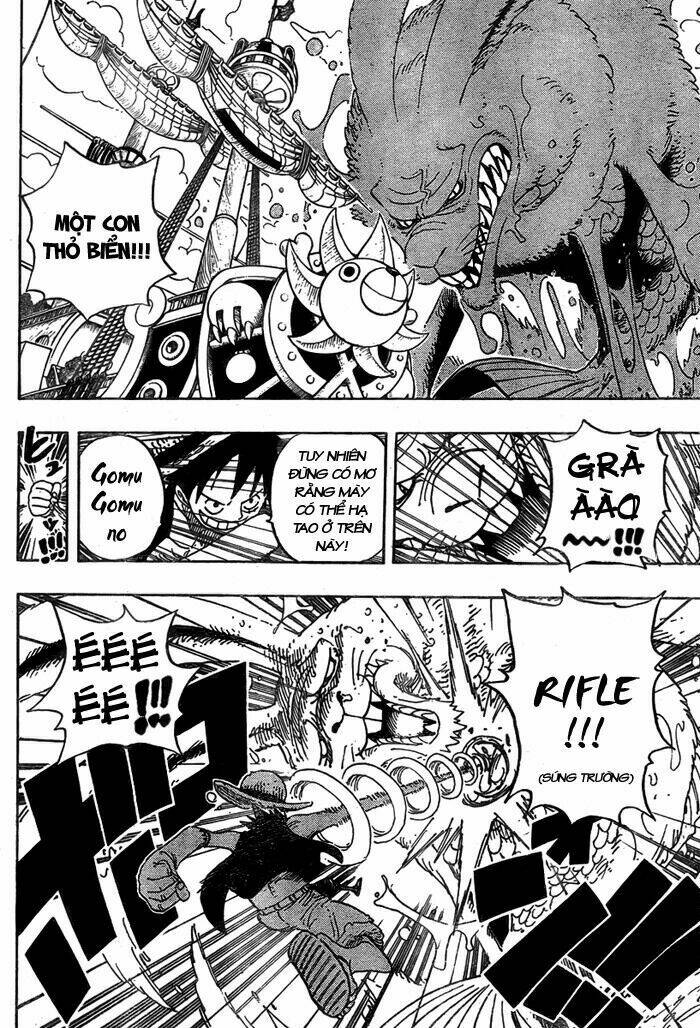 MỘT CON
THỎ BIỂN!!!
GRÀ
ÀÀO
~~~ !!!
TUY NHIÊN
ĐỪNG CÓ MƠ
RẰNG MÀY
CÓ THỂ HẠ
TAO Ở TRÊN
NÀY!
Gomu
Gomu
no
RIFLE
!!!
(SÚNG TRƯỜNG)
ÉÉÉ
ÉÉ!!!